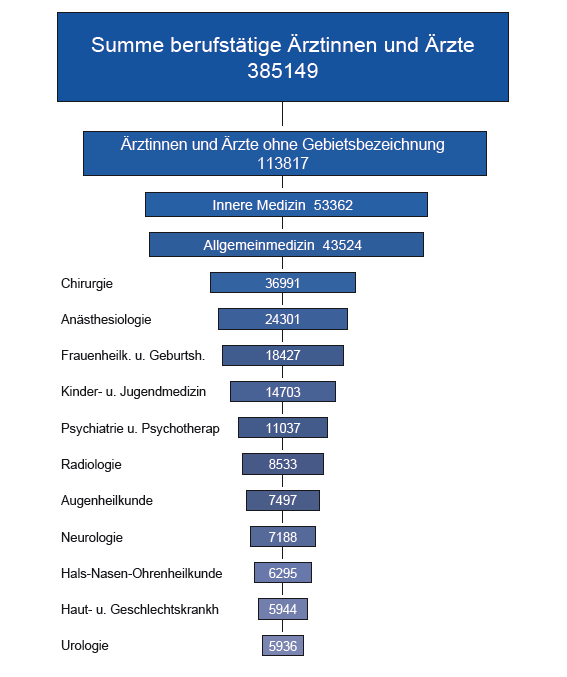 Summe berufstätige Ärztinnen und Ärzte
385149
Ärztinnen und Ärzte ohne Gebietsbezeichnung
113817
Innere Medizin 53362
Allgemeinmedizin 43524
Chirurgie 36991
Anästhesiologie 24301
Frauenheilk. u. Geburtsh. 18427
Kinder- u. Jugendmedizin 14703
Psychiatrie u. Psychotherap 11037
Radiologie 8533
Augenheilkunde 7497
Neurologie 7188
Hals-Nasen-Ohrenheilkunde 6295
Haut- u. Geschlechtskrankh 5944
Urologie 5936